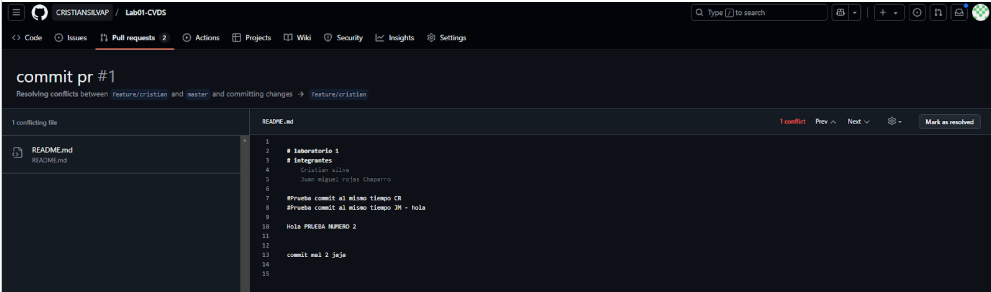 CRISTIANSILVAP / Lab01-CVDS
Type / to search
Code Issues Pull requests 2 Actions Projects Wiki Security Insights Settings
commit pr #1
Resolving conflicts between feature/cristian and master and committing changes → feature/cristian
1 conflicting file
README.md
README.md
README.md
1 conflict Prev Next Mark as resolved
1
2 # laboratorio 1
3 # integrantes
4 Cristian silva
5 Juan miguel rojas Chaparro
6
7 #Prueba commit al mismo tiempo CR
8 #Prueba commit al mismo tiempo JM - hola
9
10 Hola PRUEBA NUMERO 2
11
12
13 commit mal 2 jaja
14
15